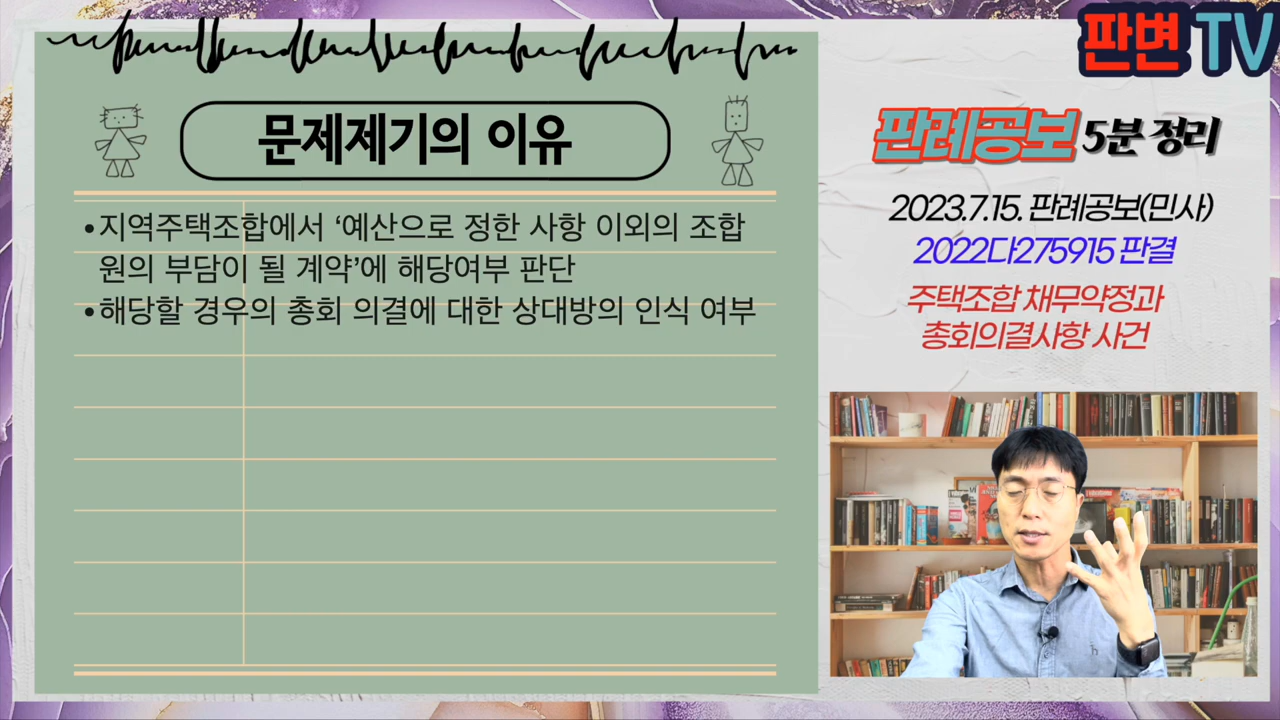 판변 TV
문제제기의 이유
•지역주택조합에서 ‘예산으로 정한 사항 이외의 조합
원의 부담이 될 계약’에 해당여부 판단
•해당할 경우의 총회 의결에 대한 상대방의 인식 여부
판례공보 5분 정리
2023.7.15. 판례공보(민사)
2022다275915 판결
주택조합 채무약정과
총회의결사항 사건